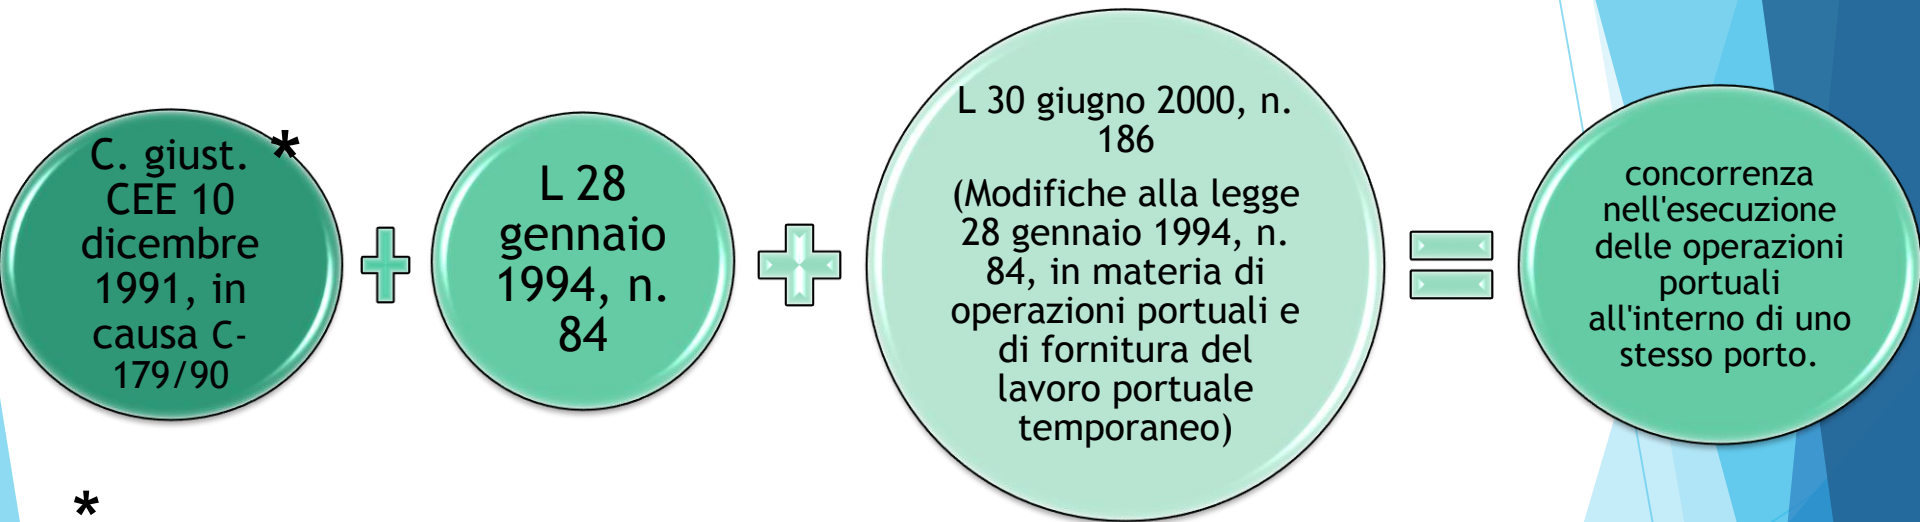 C. giust. *
CEE 10
dicembre
1991, in
causa C-
179/90
L 28
gennaio
1994, n.
84
L 30 giugno 2000, n.
186
(Modifiche alla legge
28 gennaio 1994, n.
84, in materia di
operazioni portuali e
di fornitura del
lavoro portuale
temporaneo)
concorrenza
nell'esecuzione
delle operazioni
portuali
all'interno di uno
stesso porto.
*